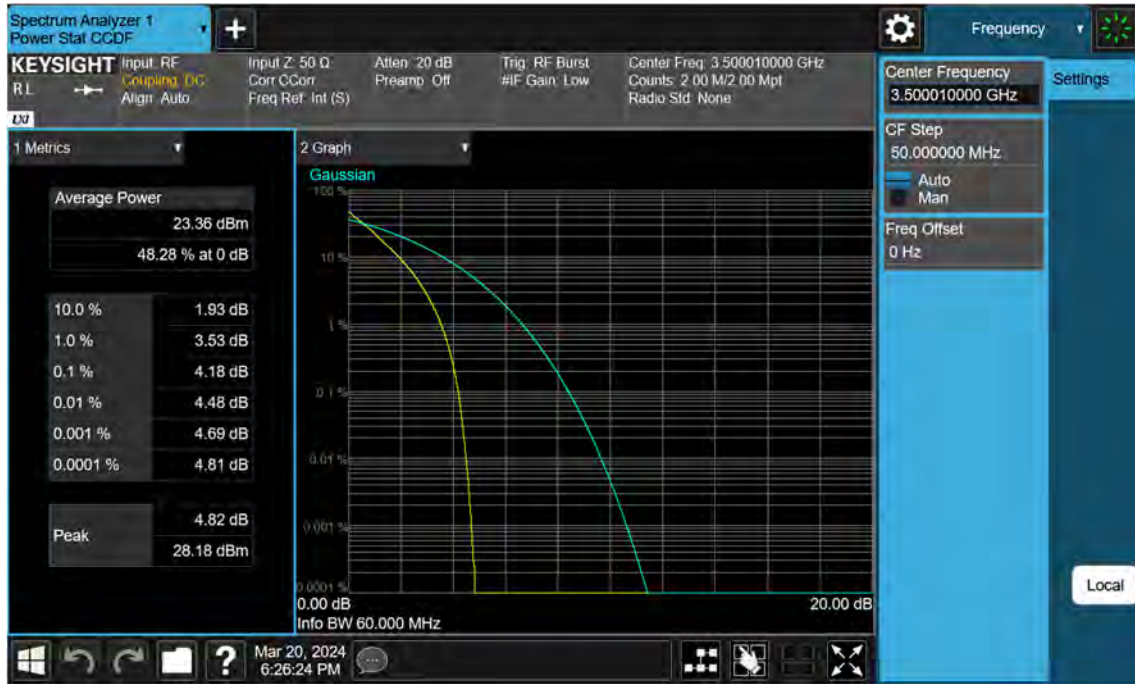 Spectrum Analyzer 1
Power Stat CCDF
+
Frequency
KEYSIGHT
RL
LXI
Input: RF
Coupling: DC
Align: Auto
Input Z: 50 Ω
Corr CCorr
Freq Ref: Int (S)
Atten: 20 dB
Preamp: Off
Trig: RF Burst
#IF Gain: Low
Center Freq: 3.500010000 GHz
Counts: 2.00 M/2.00 Mpt
Radio Std: None
Center Frequency
3.500010000 GHz
Settings
CF Step
50.000000 MHz
Auto
Man
Freq Offset
0 Hz
1 Metrics
Average Power
23.36 dBm
48.28 % at 0 dB
10.0 % 1.93 dB
1.0 % 3.53 dB
0.1 % 4.18 dB
0.01 % 4.48 dB
0.001 % 4.69 dB
0.0001 % 4.81 dB
Peak
4.82 dB
28.18 dBm
2 Graph
Gaussian
100 %
10 %
1 %
0.1 %
0.01 %
0.001 %
0.0001 %
0.00 dB 20.00 dB
Info BW 60.000 MHz
Local
?
Mar 20, 2024
6:26:24 PM